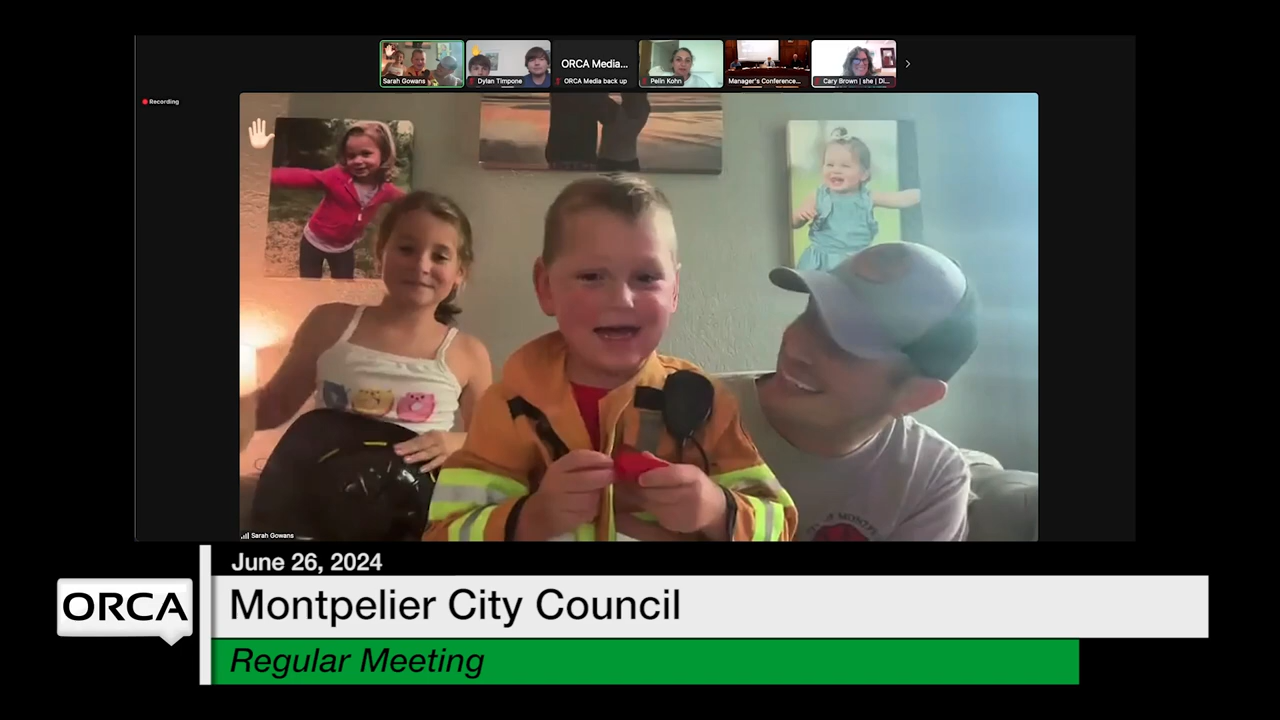 ORCA Media...
Sarah Gowans
Dylan Timpone
ORCA Media back up
Pelin Kohn
Manager's Conference...
Cary Brown | she | Di...
Recording
Sarah Gowans
June 26, 2024
ORCA
Montpelier City Council
Regular Meeting